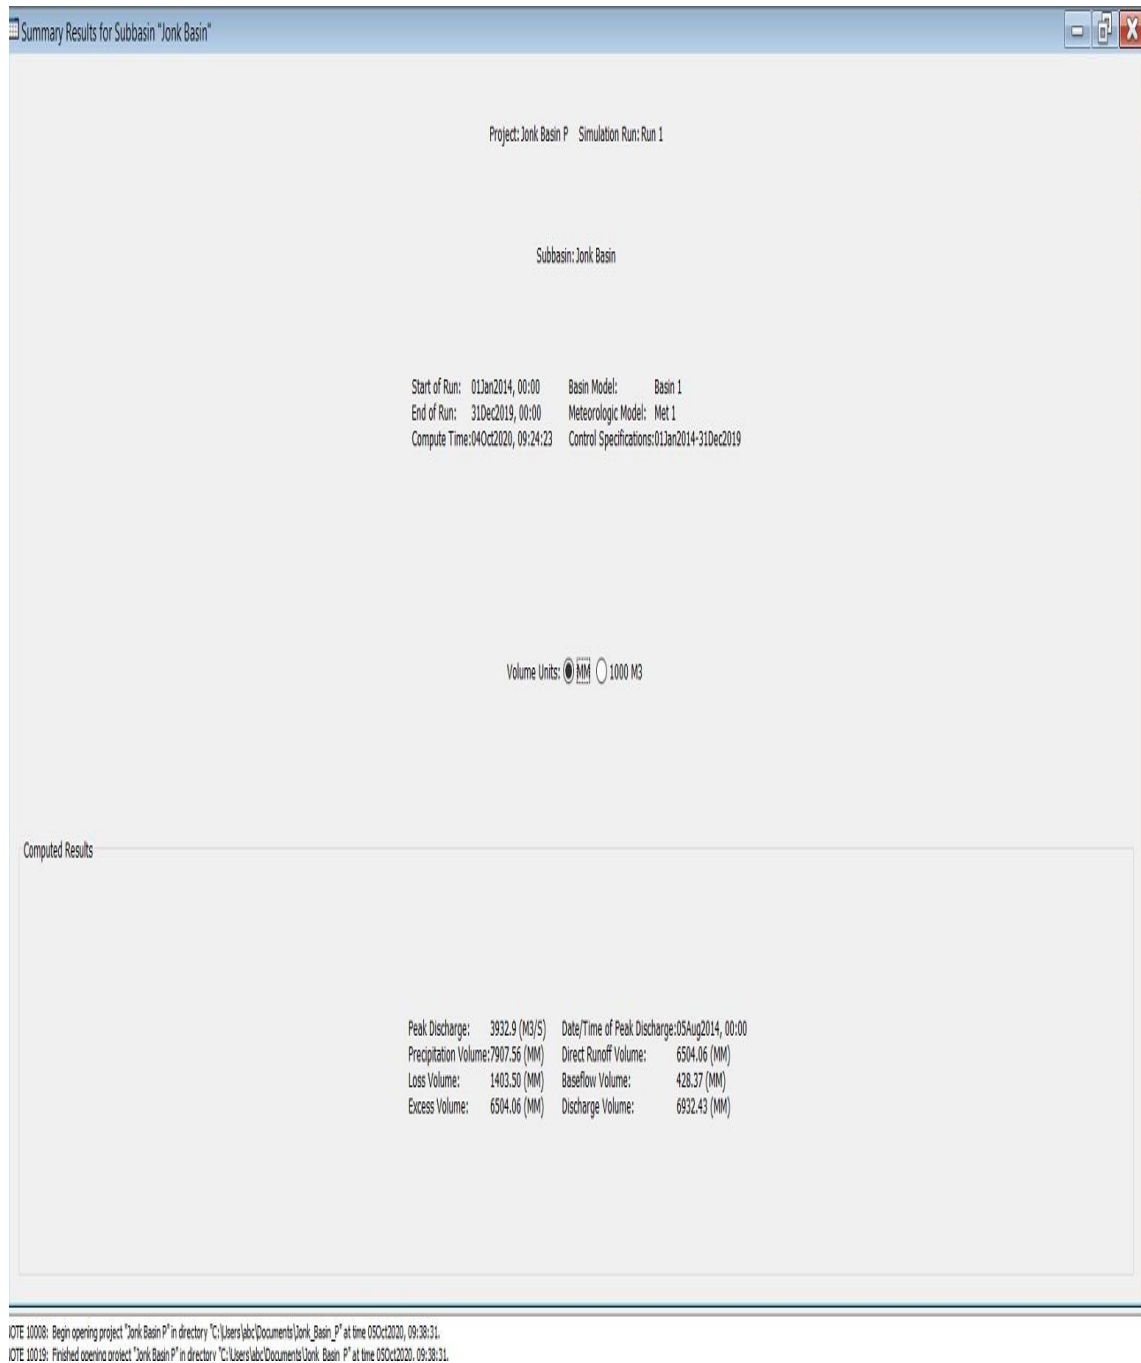 Summary Results for Subbasin "Jonk Basin"
Project: Jonk Basin P Simulation Run: Run 1
Subbasin: Jonk Basin
Start of Run: 01Jan2014, 00:00 Basin Model: Basin 1
End of Run: 31Dec2019, 00:00 Meteorologic Model: Met 1
Compute Time:04Oct2020, 09:24:23 Control Specifications:01Jan2014-31Dec2019
Volume Units: MM 1000 M3
Computed Results
Peak Discharge: 3932.9 (M3/S) Date/Time of Peak Discharge:05Aug2014, 00:00
Precipitation Volume:7907.56 (MM) Direct Runoff Volume: 6504.06 (MM)
Loss Volume: 1403.50 (MM) Baseflow Volume: 428.37 (MM)
Excess Volume: 6504.06 (MM) Discharge Volume: 6932.43 (MM)
OTE 10008: Begin opening project "Jonk Basin P" in directory "C:\Users\abc\Documents\Jonk_Basin_P" at time 05Oct2020, 09:38:31.
OTE 10019: Finished opening project "Jonk Basin P" in directory "C:\Users\abc\Documents\Jonk_Basin_P" at time 05Oct2020, 09:38:31.